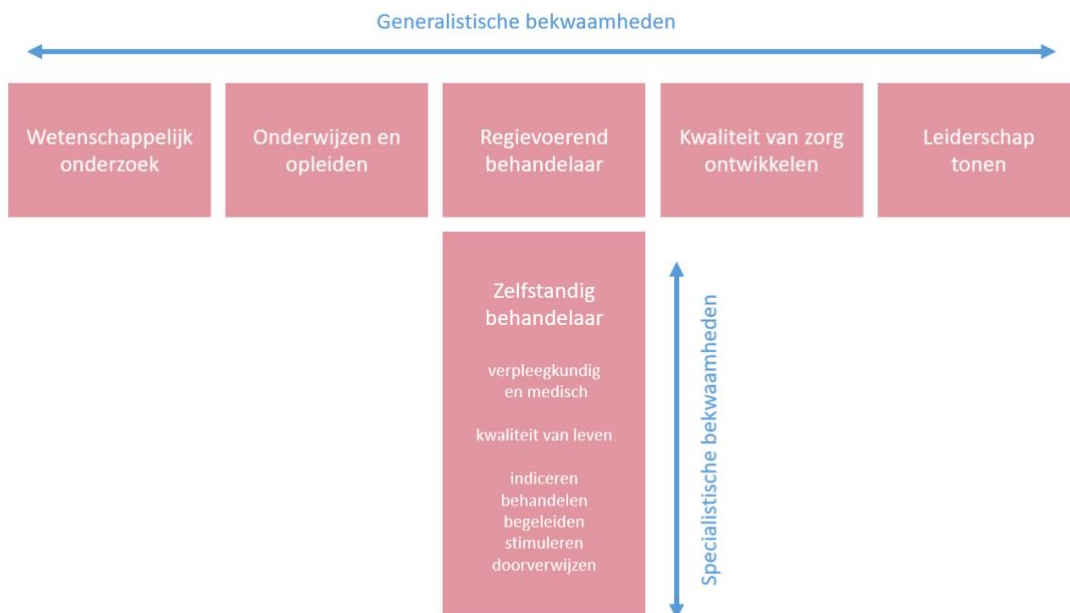 Generalistische bekwaamheden
Wetenschappelijk
onderzoek
Onderwijzen en
opleiden
Regievoerend
behandelaar
Kwaliteit van zorg
ontwikkelen
Leiderschap
tonen
Zelfstandig
behandelaar
verpleegkundig
en medisch
kwaliteit van leven
indiceren
behandelen
begeleiden
stimuleren
doorverwijzen
Specialistische bekwaamheden